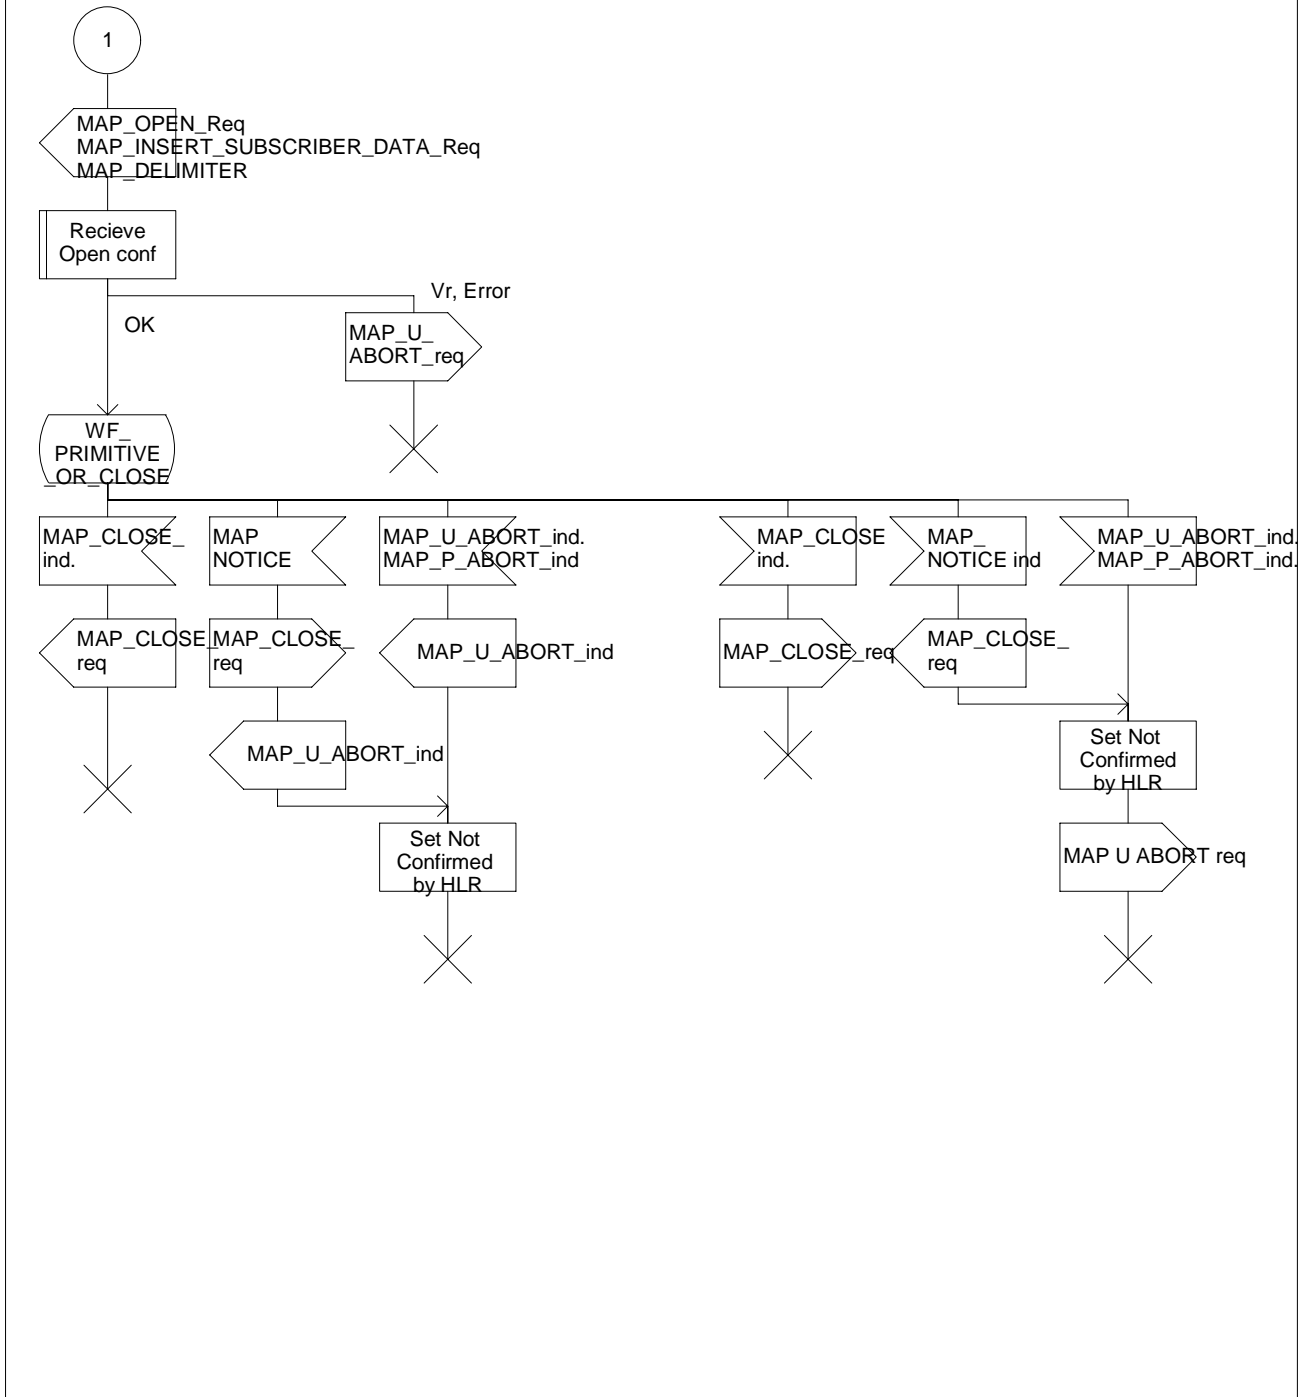 1
MAP_OPEN_Req
MAP_INSERT_SUBSCRIBER_DATA_Req
MAP_DELIMITER
Recieve
Open conf
Vr, Error
OK
MAP_U_
ABORT_req
WF_
PRIMITIVE
_OR_CLOSE
MAP_CLOSE_
ind.
MAP
NOTICE
MAP_U_ABORT_ind.
MAP_P_ABORT_ind
MAP_CLOSE
ind.
MAP_
NOTICE ind
MAP_U_ABORT_ind.
MAP_P_ABORT_ind.
MAP_CLOSE_
req
MAP_CLOSE_
req
MAP_U_ABORT_ind
MAP_CLOSE_req
MAP_CLOSE_
req
MAP_U_ABORT_ind
Set Not
Confirmed
by HLR
Set Not
Confirmed
by HLR
MAP U ABORT req